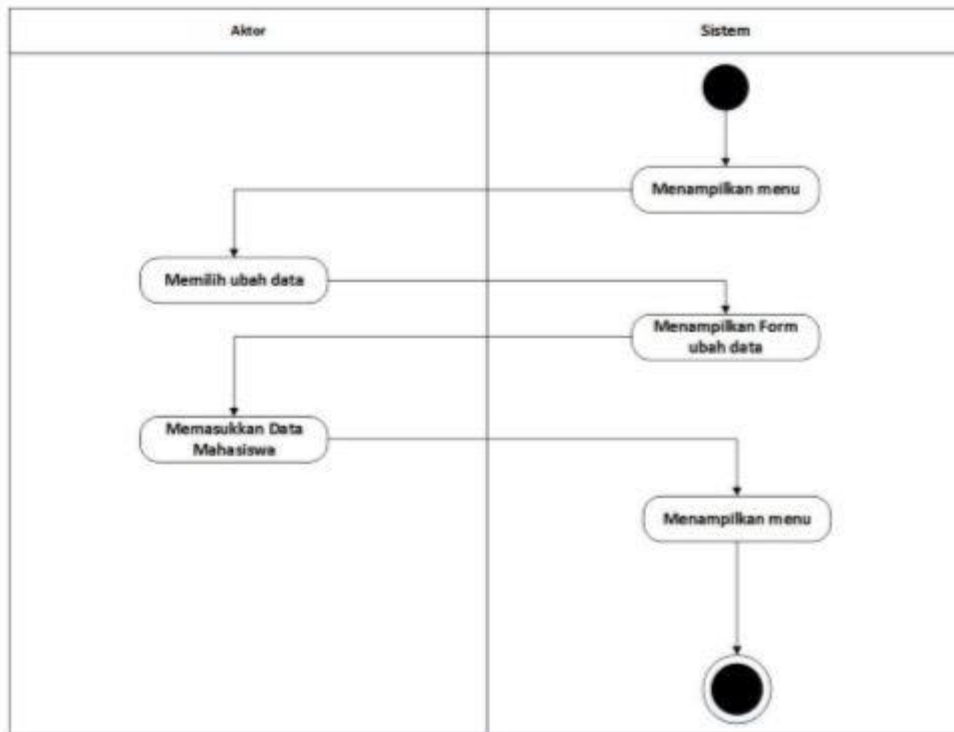 Aktor
Sistem
Menampilkan menu
Memilih ubah data
Menampilkan Form
ubah data
Memasukkan Data
Mahasiswa
Menampilkan menu